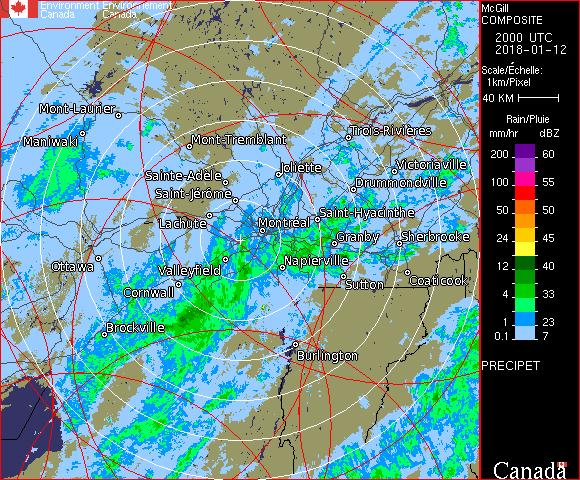 Environment Environnement
Canada Canada
McGill
COMPOSITE
2000 UTC
2018-01-12
Scale/Échelle:
1km/Pixel
40 KM
Rain/Pluie
mm/hr dBZ
200 60
100 55
50 50
24 45
12 40
4 33
1 23
0.1 7
PRECIPET
Canada
Mont-Laurier
Maniwaki
Mont-Tremblant
Trois-Rivières
Joliette
Victoriaville
Sainte-Adèle
Drummondville
Saint-Jérôme
Lachute
Saint-Hyacinthe
Montréal
Granby
Sherbrooke
Ottawa
Valleyfield
Napierville
Cornwall
Sutton
Coaticook
Brockville
Burlington